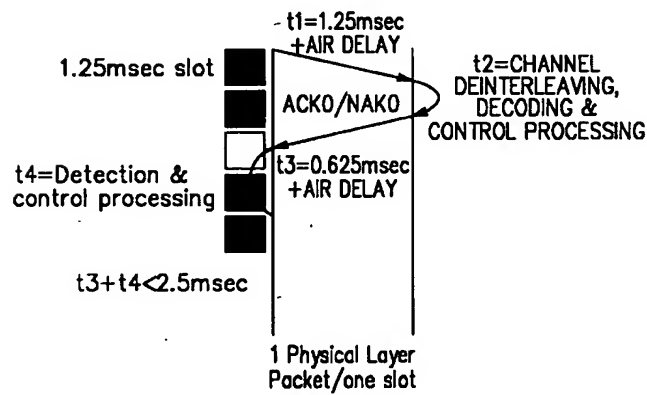 t1=1.25msec
+AIR DELAY
1.25msec slot
t2=CHANNEL
DEINTERLEAVING,
DECODING &
CONTROL PROCESSING
ACK0/NAK0
t3=0.625msec
+AIR DELAY
t4=Detection &
control processing
t3+t4<2.5msec
1 Physical Layer
Packet/one slot